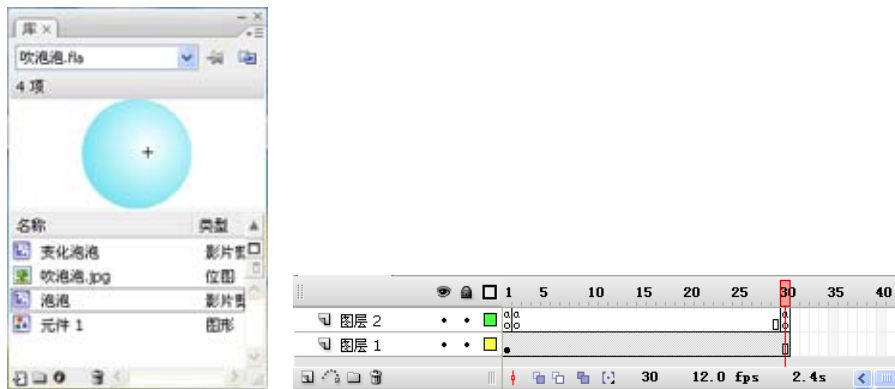 库 ×
吹泡泡.fla
4 项
名称 类型
变化泡泡 影片剪
吹泡泡.jpg 位图
泡泡 影片剪
元件 1 图形
1 5 10 15 20 25 30 35 40
图层 2
图层 1
30 12.0 fps 2.4s